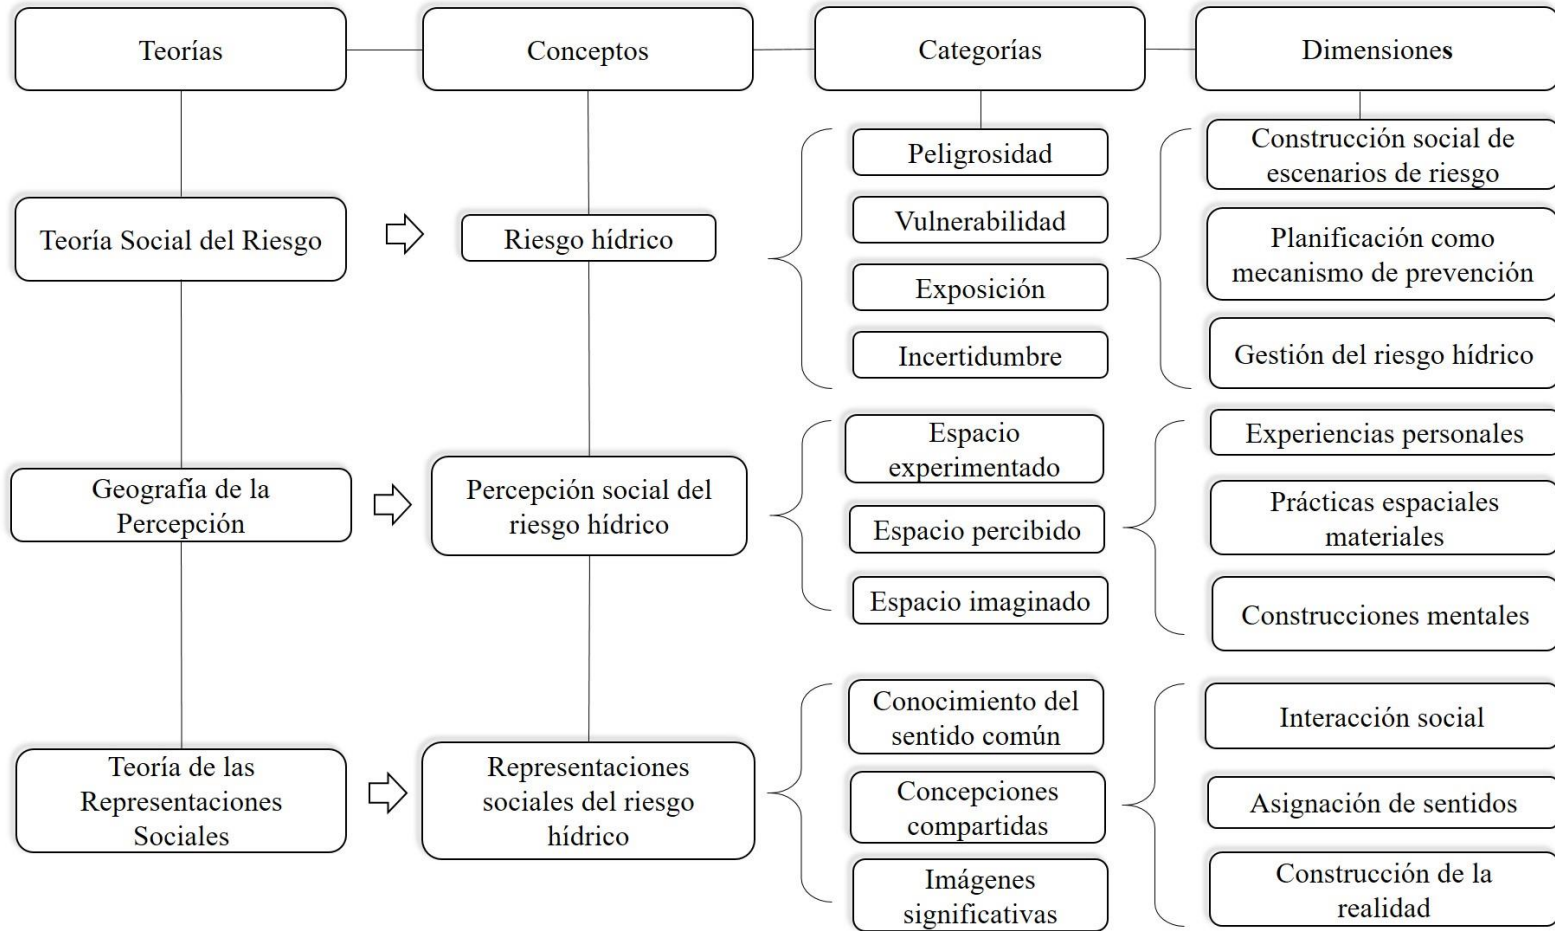 Teorías
Conceptos
Categorías
Dimensiones
Teoría Social del Riesgo
Riesgo hídrico
Peligrosidad
Vulnerabilidad
Exposición
Incertidumbre
Construcción social de
escenarios de riesgo
Planificación como
mecanismo de prevención
Gestión del riesgo hídrico
Geografía de la
Percepción
Percepción social del
riesgo hídrico
Espacio
experimentado
Espacio percibido
Espacio imaginado
Experiencias personales
Prácticas espaciales
materiales
Construcciones mentales
Teoría de las
Representaciones
Sociales
Representaciones
sociales del riesgo
hídrico
Conocimiento del
sentido común
Concepciones
compartidas
Imágenes
significativas
Interacción social
Asignación de sentidos
Construcción de la
realidad